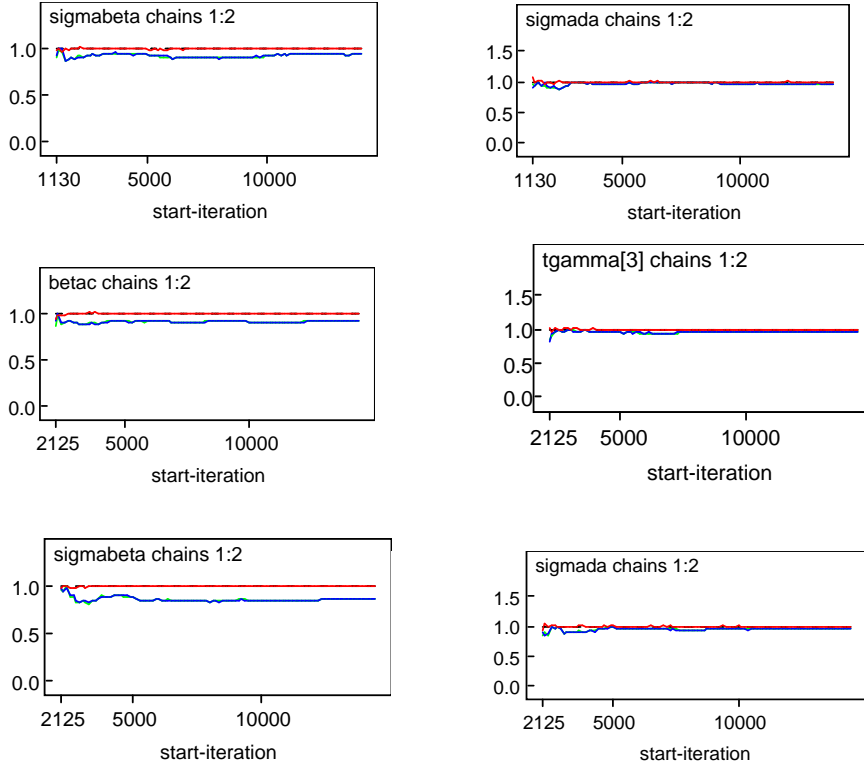 sigmabeta chains 1:2
1.0
0.5
0.0
1130 5000 10000
start-iteration
sigmada chains 1:2
1.5
1.0
0.5
0.0
1130 5000 10000
start-iteration
betac chains 1:2
1.0
0.5
0.0
2125 5000 10000
start-iteration
tgamma[3] chains 1:2
1.5
1.0
0.5
0.0
2125 5000 10000
start-iteration
sigmabeta chains 1:2
1.0
0.5
0.0
2125 5000 10000
start-iteration
sigmada chains 1:2
1.5
1.0
0.5
0.0
2125 5000 10000
start-iteration